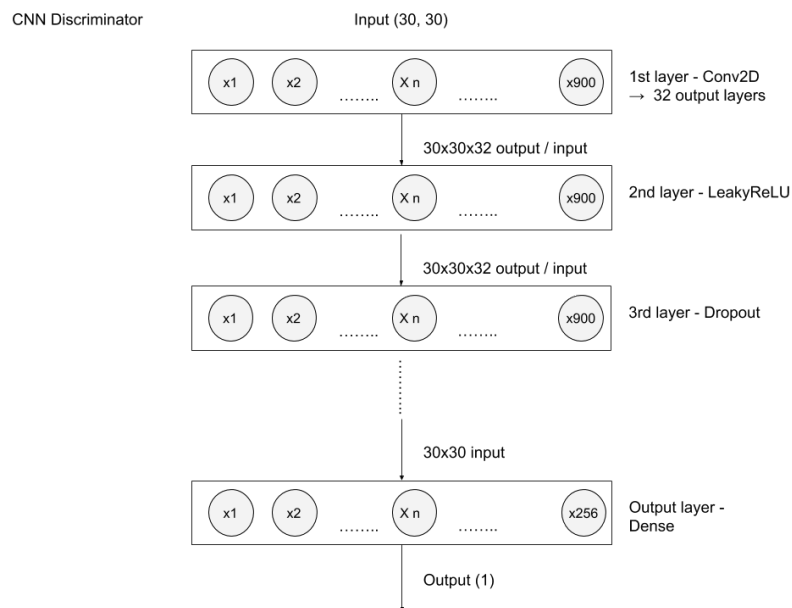 CNN Discriminator
Input (30, 30)
x1 x2 ........ X n ....... x900
1st layer - Conv2D
→ 32 output layers
30x30x32 output / input
x1 x2 ........ X n ....... x900
2nd layer - LeakyReLU
30x30x32 output / input
x1 x2 ........ X n ....... x900
3rd layer - Dropout
30x30 input
x1 x2 ........ X n ....... x256
Output layer -
Dense
Output (1)